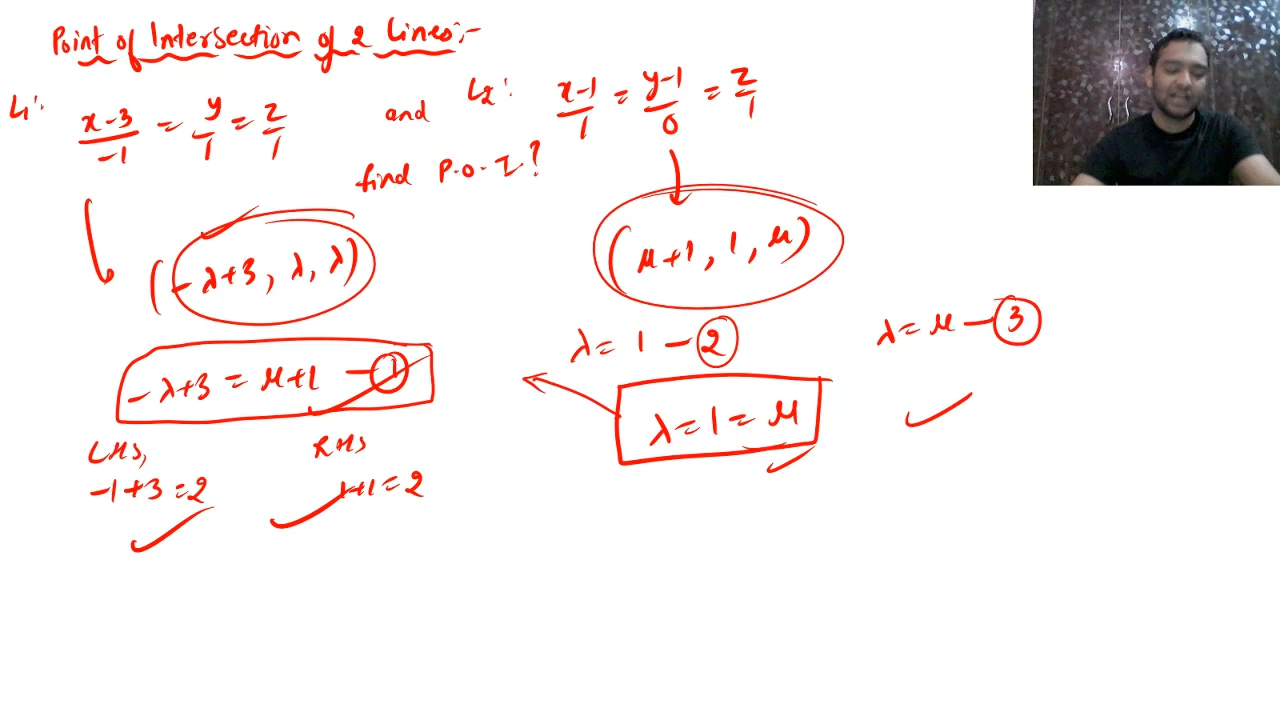 Point of Intersection of 2 Lines:-
L1: (x-3)/-1 = y/1 = z/1 and L2: (x-1)/1 = (y-1)/0 = z/1
find P.O.I?
(-λ+3, λ, λ) (μ+1, 1, μ)
-λ+3 = μ+1 - ① λ = 1 - ② λ = μ - ③
λ = 1 = μ
LHS, RHS
-1+3 = 2 1+1 = 2